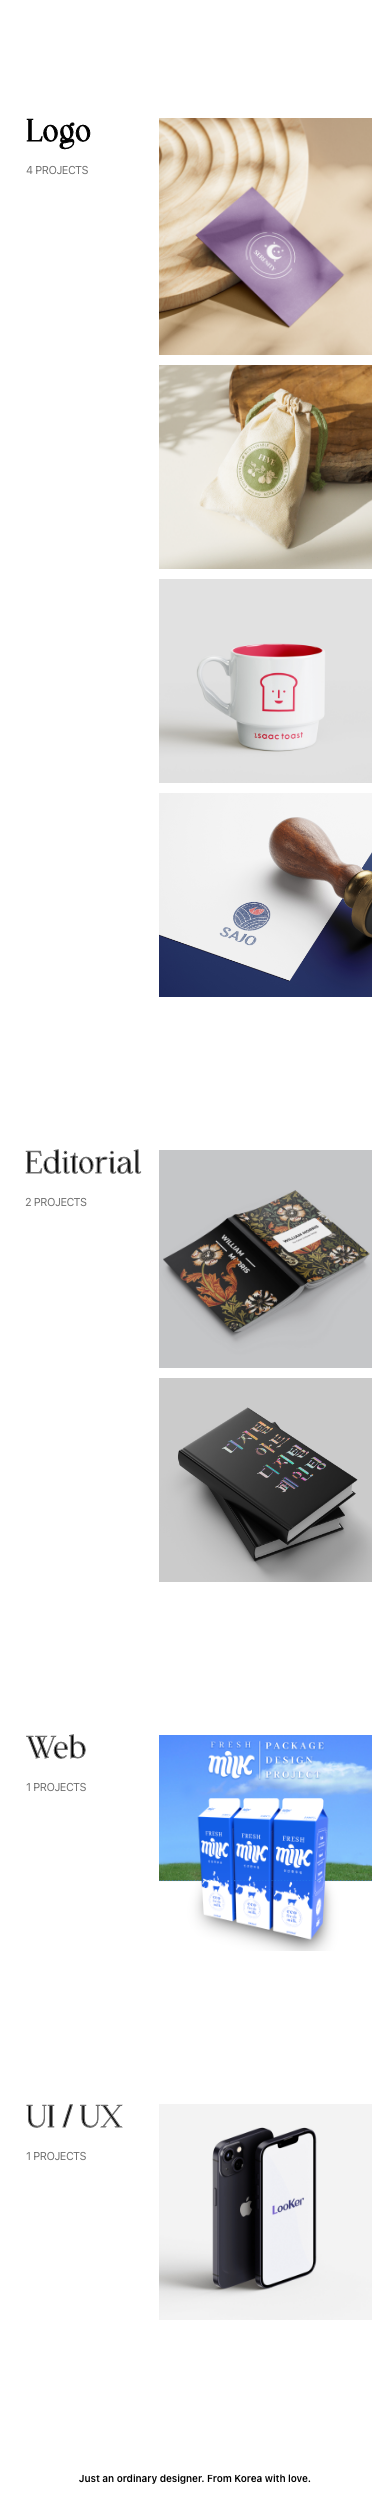 Logo
4 PROJECTS
SERENITY
isaac toast
SAJO
Editorial
2 PROJECTS
WILLIAM
MORRIS
WILLIAM MORRIS
Web
1 PROJECTS
FRESH
milk
PACKAGE
DESIGN
PROJECT
FRESH
milk
FRESH
milk
FRESH
milk
UI / UX
1 PROJECTS
LooKer
Just an ordinary designer. From Korea with love.